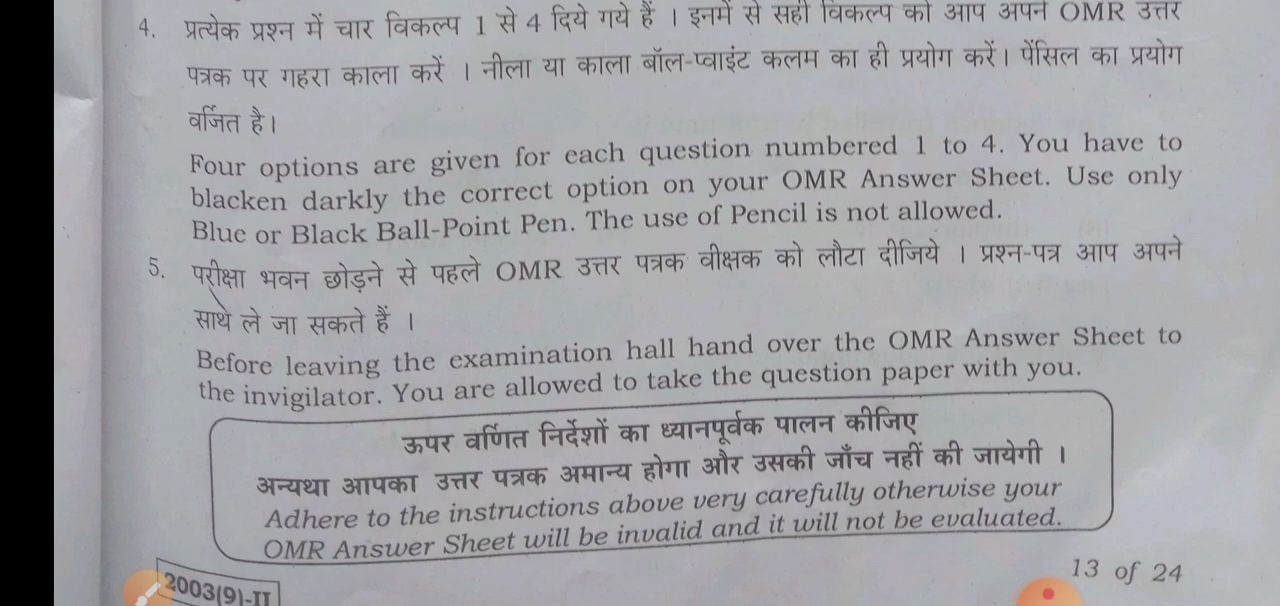 4. प्रत्येक प्रश्न में चार विकल्प 1 से 4 दिये गये हैं । इनमें से सही विकल्प को आप अपने OMR उत्तर
पत्रक पर गहरा काला करें । नीला या काला बॉल-प्वाइंट कलम का ही प्रयोग करें। पेंसिल का प्रयोग
वर्जित है।
Four options are given for each question numbered 1 to 4. You have to
blacken darkly the correct option on your OMR Answer Sheet. Use only
Blue or Black Ball-Point Pen. The use of Pencil is not allowed.
5. परीक्षा भवन छोड़ने से पहले OMR उत्तर पत्रक वीक्षक को लौटा दीजिये । प्रश्न-पत्र आप अपने
साथ ले जा सकते हैं ।
Before leaving the examination hall hand over the OMR Answer Sheet to
the invigilator. You are allowed to take the question paper with you.
ऊपर वर्णित निर्देशों का ध्यानपूर्वक पालन कीजिए
अन्यथा आपका उत्तर पत्रक अमान्य होगा और उसकी जाँच नहीं की जायेगी ।
Adhere to the instructions above very carefully otherwise your
OMR Answer Sheet will be invalid and it will not be evaluated.
2003(9)-II
13 of 24